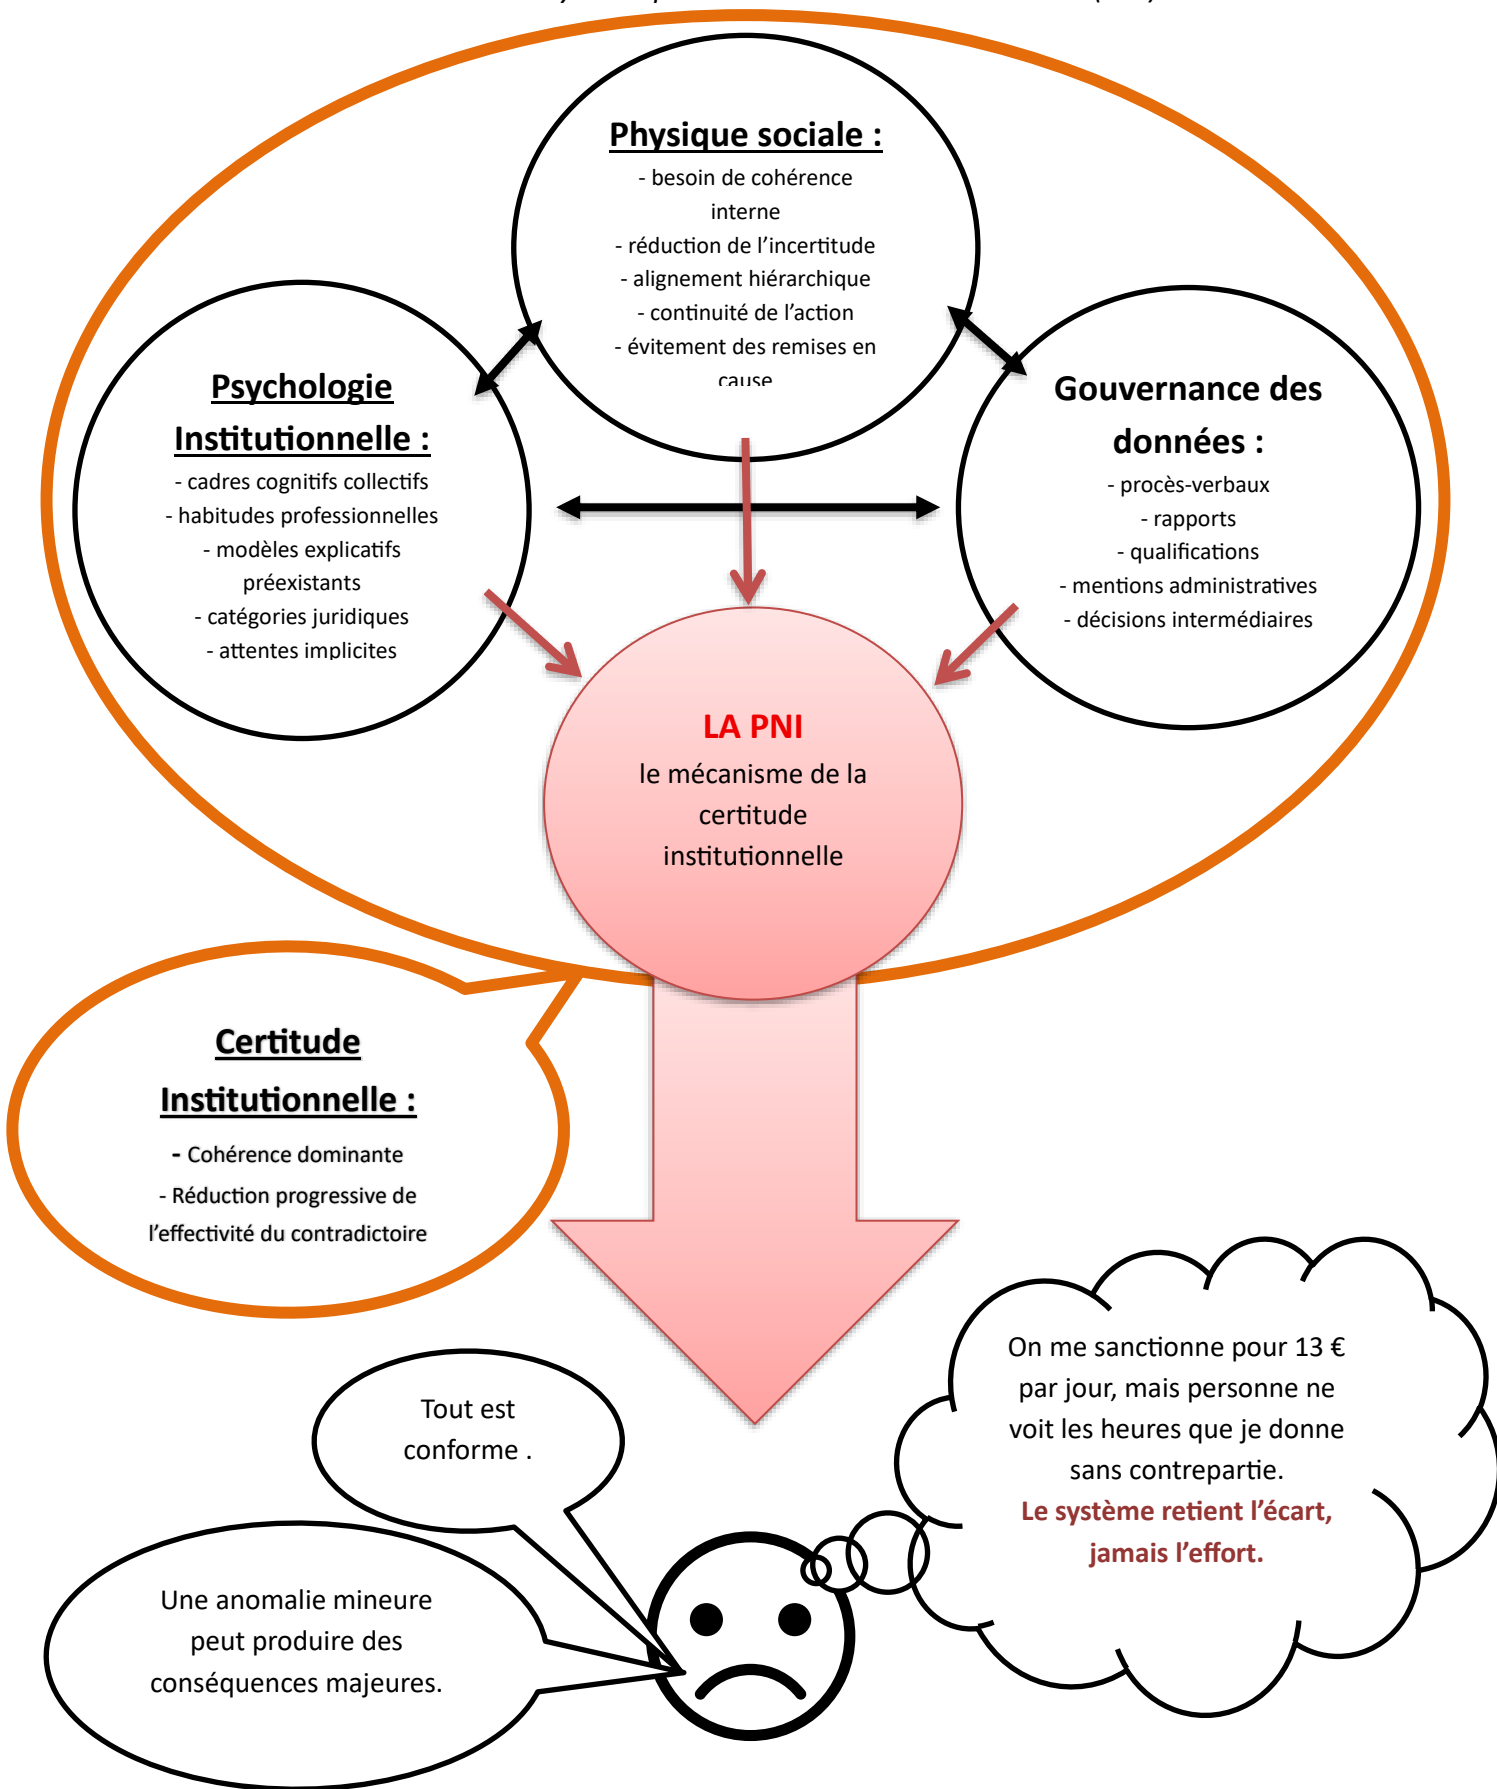 Physique sociale :
- besoin de cohérence
interne
- réduction de l'incertitude
- alignement hiérarchique
- continuité de l'action
- évitement des remises en
cause
Psychologie
Institutionnelle :
- cadres cognitifs collectifs
- habitudes professionnelles
- modèles explicatifs
préexistants
- catégories juridiques
- attentes implicites
Gouvernance des
données :
- procès-verbaux
- rapports
- qualifications
- mentions administratives
- décisions intermédiaires
LA PNI
le mécanisme de la
certitude
institutionnelle
Certitude
Institutionnelle :
- Cohérence dominante
- Réduction progressive de
l'effectivité du contradictoire
Tout est
conforme .
Une anomalie mineure
peut produire des
conséquences majeures.
On me sanctionne pour 13 €
par jour, mais personne ne
voit les heures que je donne
sans contrepartie.
Le système retient l'écart,
jamais l'effort.